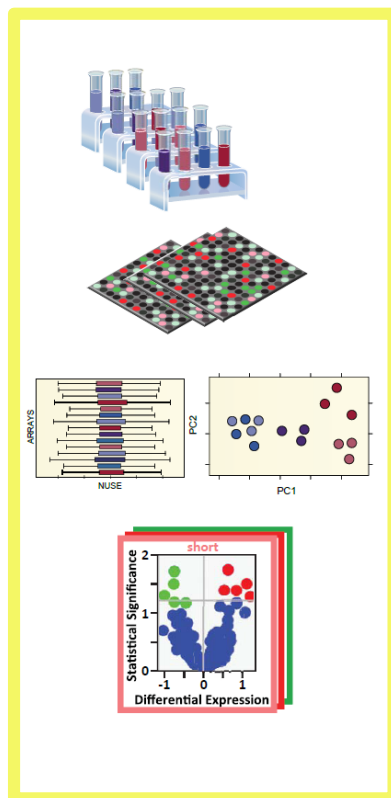 ARRAYS
NUSE
PC2
PC1
short
Statistical Significance
2
1
0
-1 0 1
Differential Expression